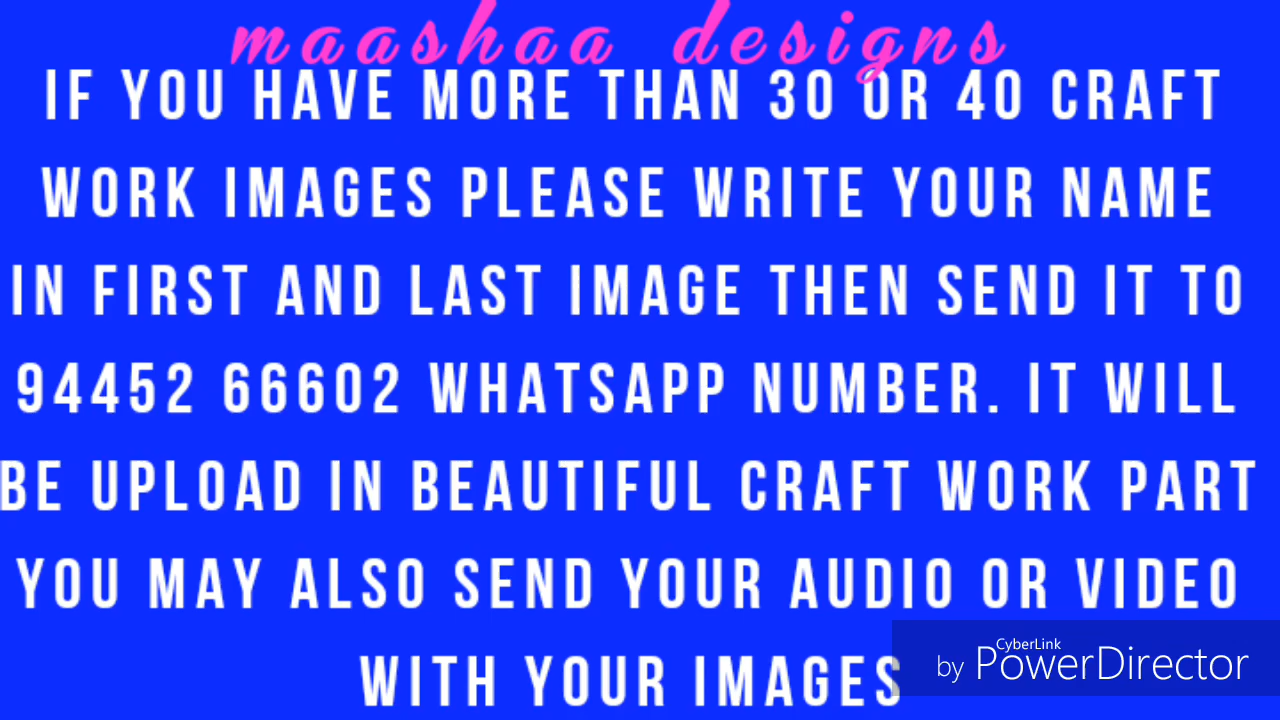 maashaa designs
IF YOU HAVE MORE THAN 30 OR 40 CRAFT
WORK IMAGES PLEASE WRITE YOUR NAME
IN FIRST AND LAST IMAGE THEN SEND IT TO
94452 66602 WHATSAPP NUMBER. IT WILL
BE UPLOAD IN BEAUTIFUL CRAFT WORK PART
YOU MAY ALSO SEND YOUR AUDIO OR VIDEO
WITH YOUR IMAGES
CyberLink
by PowerDirector